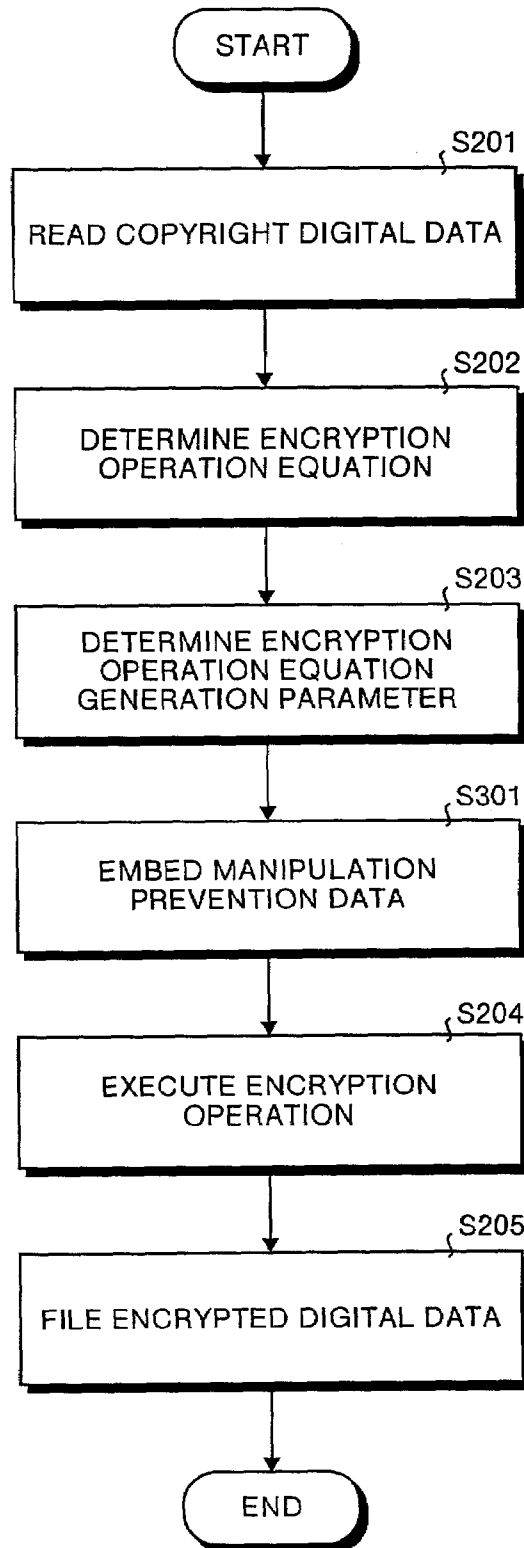 START
S201
READ COPYRIGHT DIGITAL DATA
S202
DETERMINE ENCRYPTION
OPERATION EQUATION
S203
DETERMINE ENCRYPTION
OPERATION EQUATION
GENERATION PARAMETER
S301
EMBED MANIPULATION
PREVENTION DATA
S204
EXECUTE ENCRYPTION
OPERATION
S205
FILE ENCRYPTED DIGITAL DATA
END